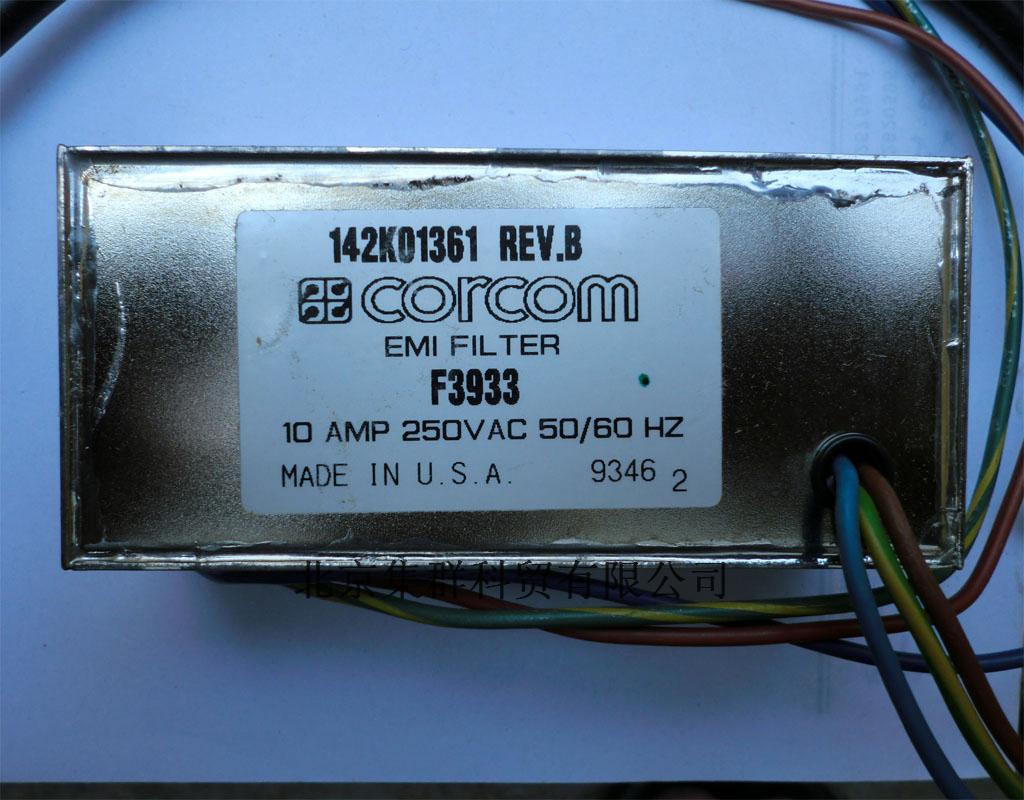 142K01361 REV.B
corcom
EMI FILTER
F3933
10 AMP 250VAC 50/60 HZ
MADE IN U.S.A. 9346 2
北京集群科贸有限公司